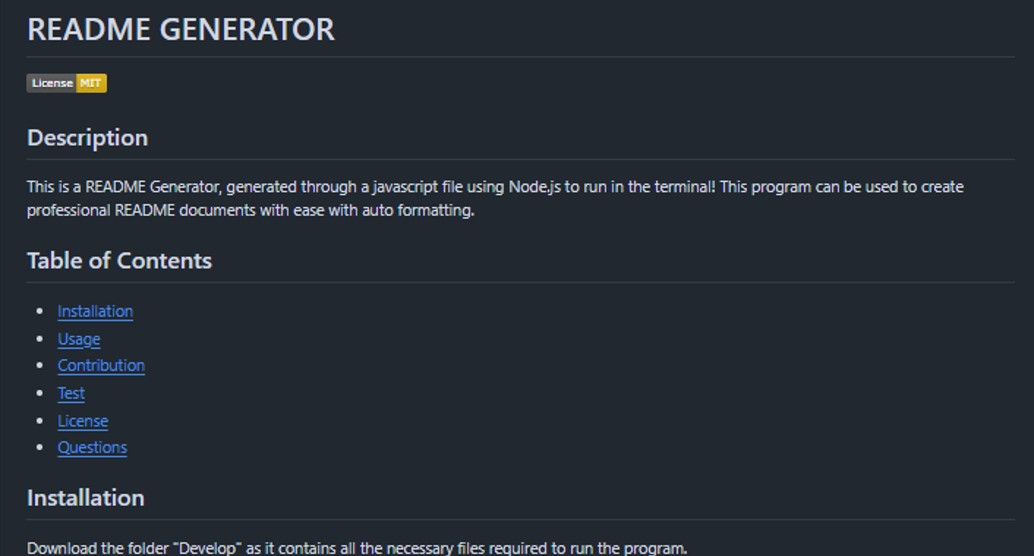 README GENERATOR
License MIT
Description
This is a README Generator, generated through a javascript file using Node.js to run in the terminal! This program can be used to create
professional README documents with ease with auto formatting.
Table of Contents
Installation
Usage
Contribution
Test
License
Questions
Installation
Download the folder "Develop" as it contains all the necessary files required to run the program.